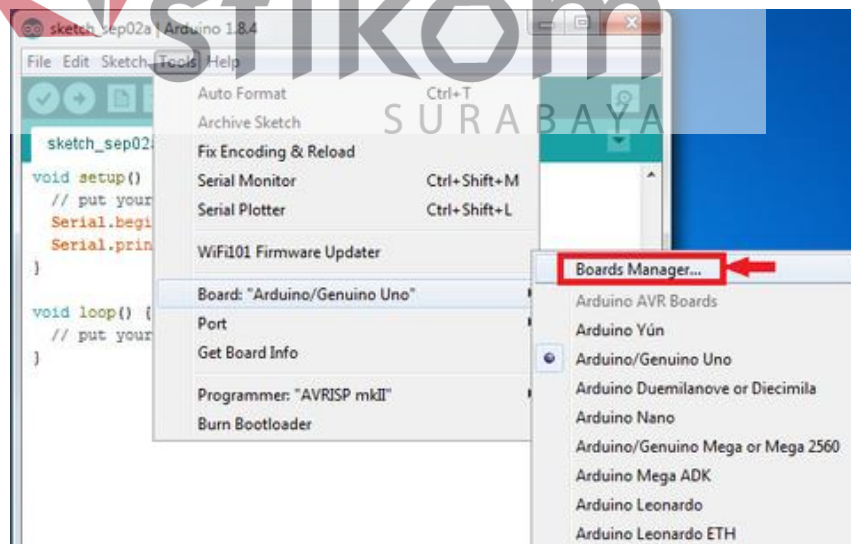 stikom
SURABAYA
sketch_sep02a | Arduino 1.8.4
File Edit Sketch Tools Help
Auto Format Ctrl+T
Archive Sketch
Fix Encoding & Reload
Serial Monitor Ctrl+Shift+M
Serial Plotter Ctrl+Shift+L
WiFi101 Firmware Updater
Board: "Arduino/Genuino Uno"
Port
Get Board Info
Programmer: "AVRISP mkII"
Burn Bootloader
sketch_sep02
void setup()
// put your
Serial.begi
Serial.prin
}
void loop() {
// put your
}
Boards Manager...
Arduino AVR Boards
Arduino Yún
Arduino/Genuino Uno
Arduino Duemilanove or Diecimila
Arduino Nano
Arduino/Genuino Mega or Mega 2560
Arduino Mega ADK
Arduino Leonardo
Arduino Leonardo ETH